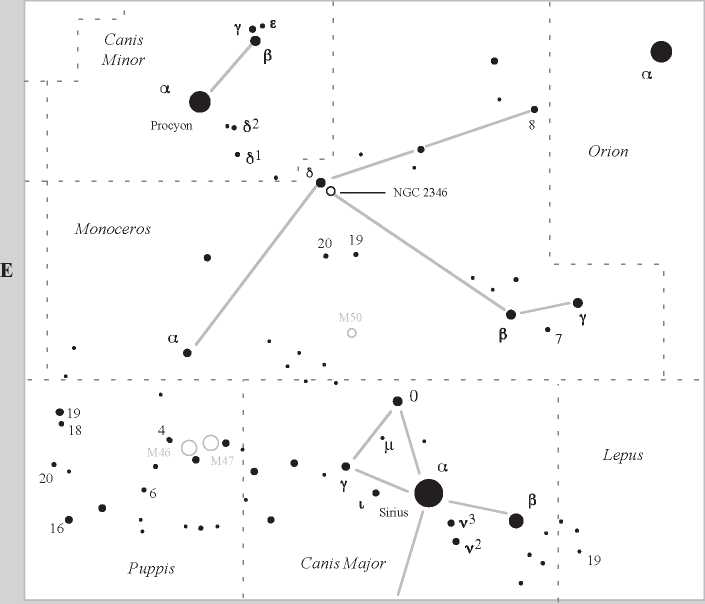 γ ε
Canis
Minor
β
α
α
Procyon
δ2
8
δ1
Orion
δ
NGC 2346
Monoceros
20 19
E
M50
γ
α
β
7
0
19
18
4
μ
M46
M47
α
Lepus
20
γ
6
ι
β
Sirius
ν3
16
ν2
19
Puppis
Canis Major